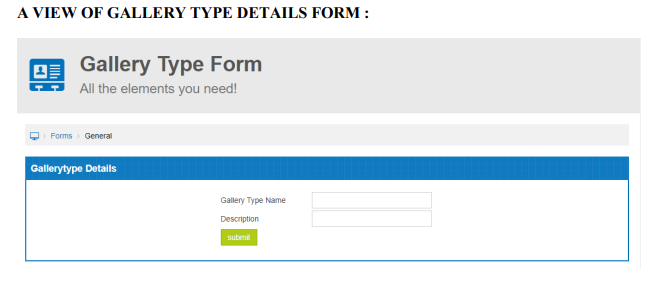 A VIEW OF GALLERY TYPE DETAILS FORM :
Gallery Type Form
All the elements you need!
Forms › General
Gallerytype Details
Gallery Type Name
Description
submit